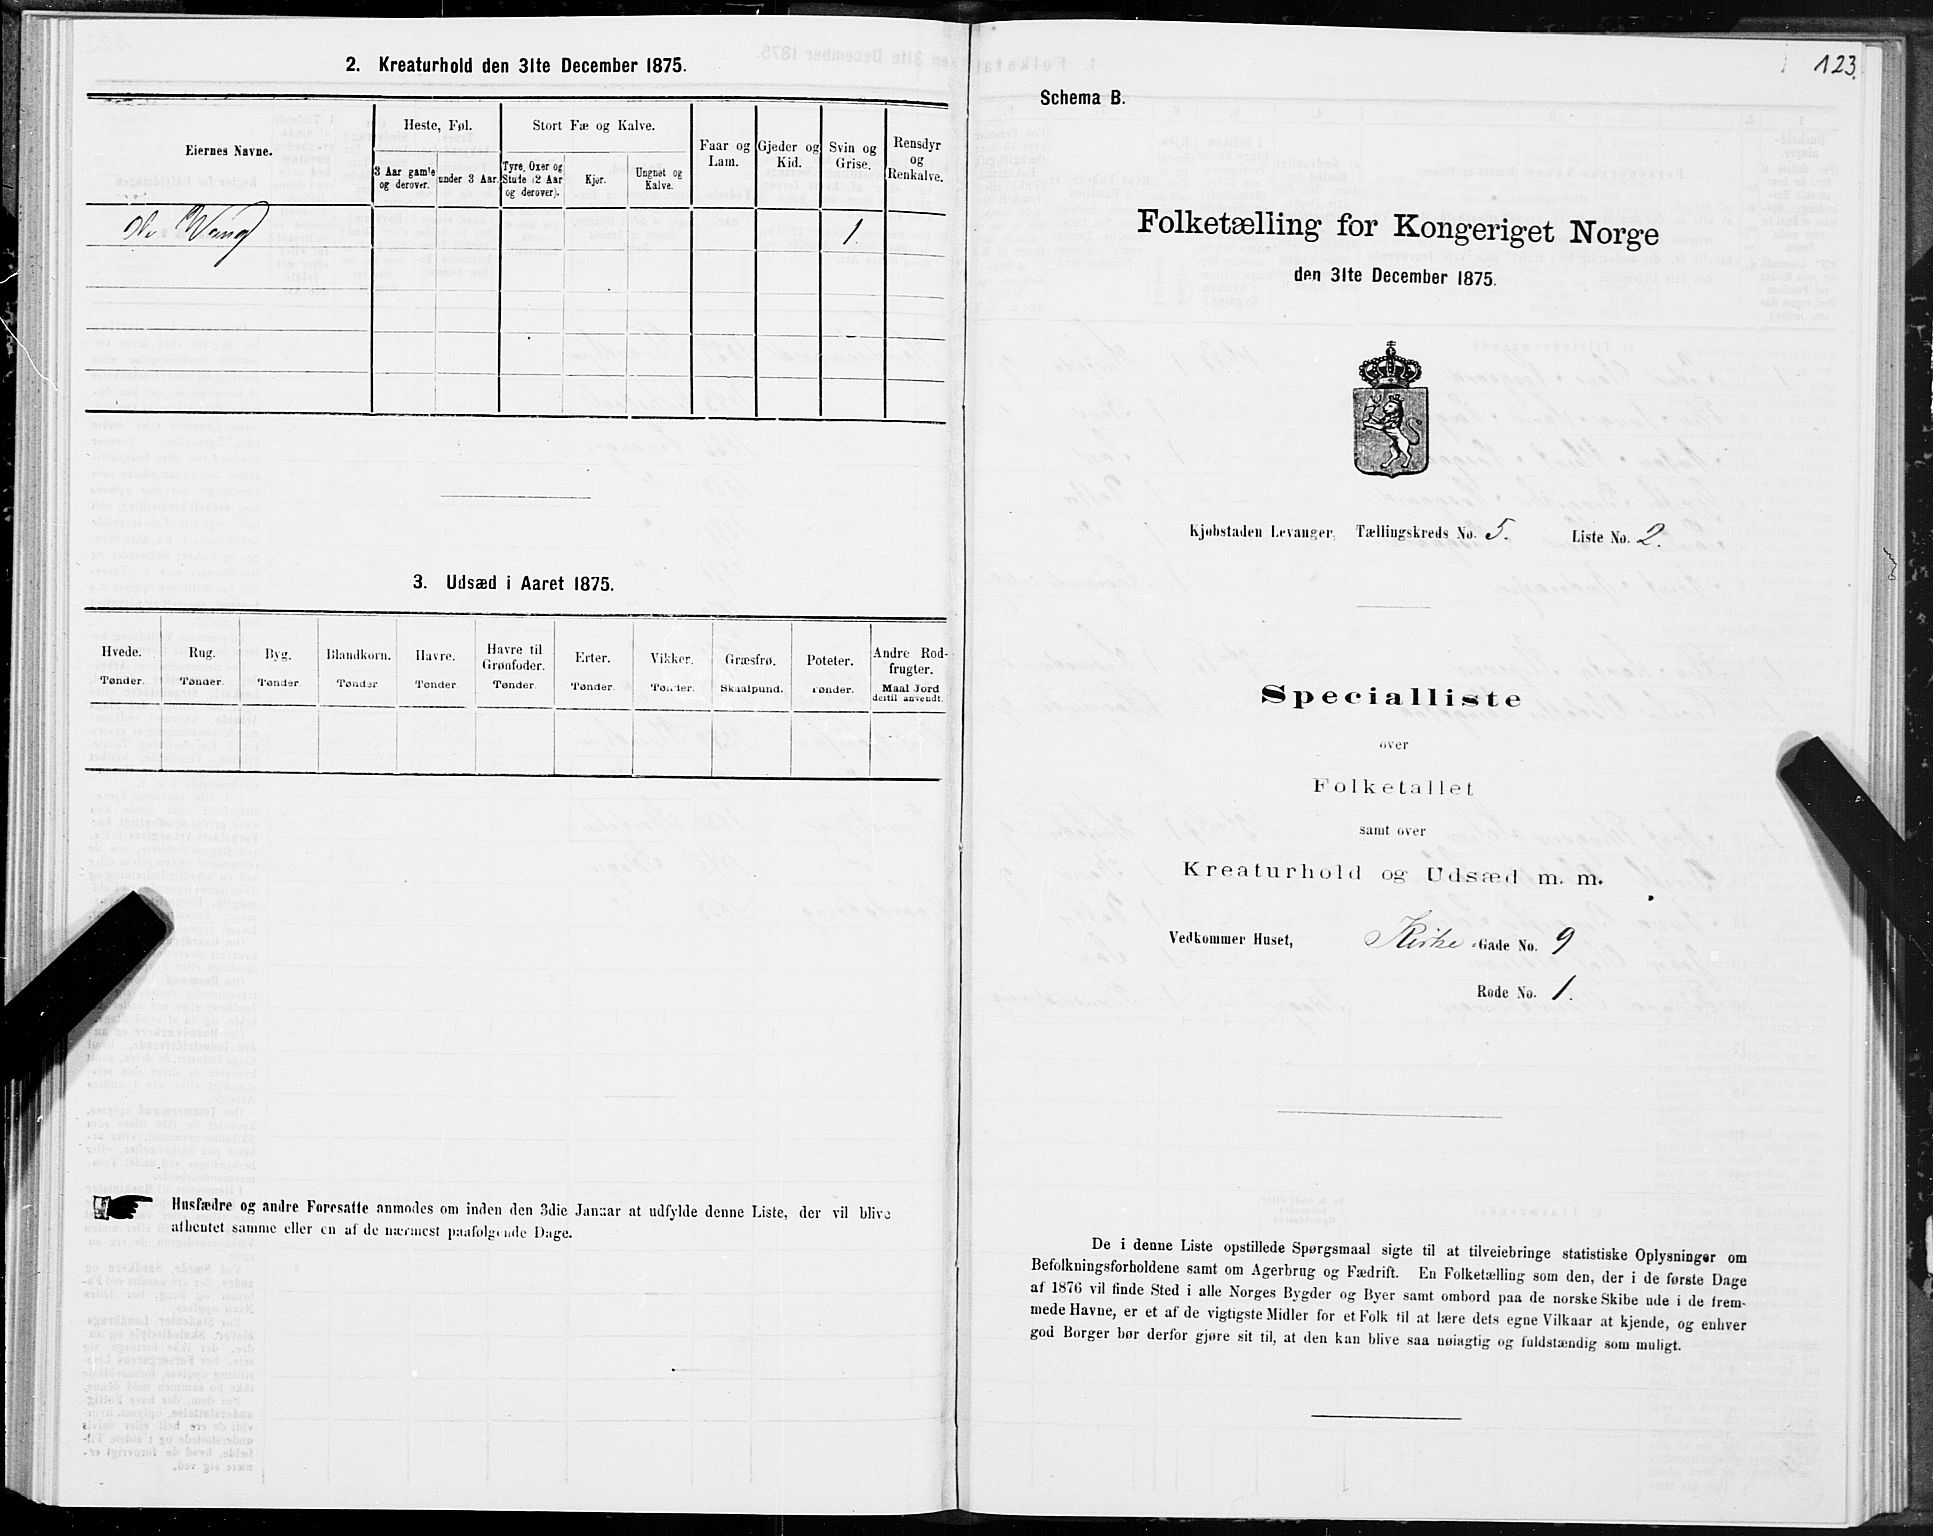 2. Kreaturhold den 31te December 1875.
Eiernes Navne.
Heste, Føl.
Stort Fæ og Kalve.
Faar og Lam.
Gjeder og Kid.
Svin og Grise.
Rensdyr og Renkalve.
3 Aar gamle og derover.
under 3 Aar.
Tyre, Oxer og Stude (2 Aar og derover).
Kjør.
Ungnet og Kalve.
Ole Wang 1.
3. Udsæd i Aaret 1875.
Hvede. Rug. Byg. Blandkorn. Havre. Havre til Grønfoder. Erter. Vikker. Græsfrø. Poteter. Andre Rodfrugter.
Tønder. Tønder. Tønder. Tønder Tønder Tønder. Tønder. Tønder. Skaalpund. Tønder. Maal Jord dertil anvendt.
Husfædre og andre Foresatte anmodes om inden den 3die Januar at udfylde denne Liste, der vil blive
afhentet samme eller en af de nærmest paafølgende Dage.
123.
Schema B.
Folketælling for Kongeriget Norge
den 31te December 1875.
Kjøbstaden Levanger, Tællingskreds No. 5. Liste No. 2.
Specialliste
over
Folketallet
samt over
Kreaturhold og Udsæd m. m.
Vedkommer Huset, Kirke Gade No. 9
Rode No. 1.
De i denne Liste opstillede Spørgsmaal sigte til at tilveiebringe statistiske Oplysninger om
Befolkningsforholdene samt om Agerbrug og Fædrift. En Folketælling som den, der i de første Dage
af 1876 vil finde Sted i alle Norges Bygder og Byer samt ombord paa de norske Skibe ude i de frem-
mede Havne, er et af de vigtigste Midler for et Folk til at lære dets egne Vilkaar at kjende, og enhver
god Borger bør derfor gjøre sit til, at den kan blive saa nøiagtig og fuldstændig som muligt.